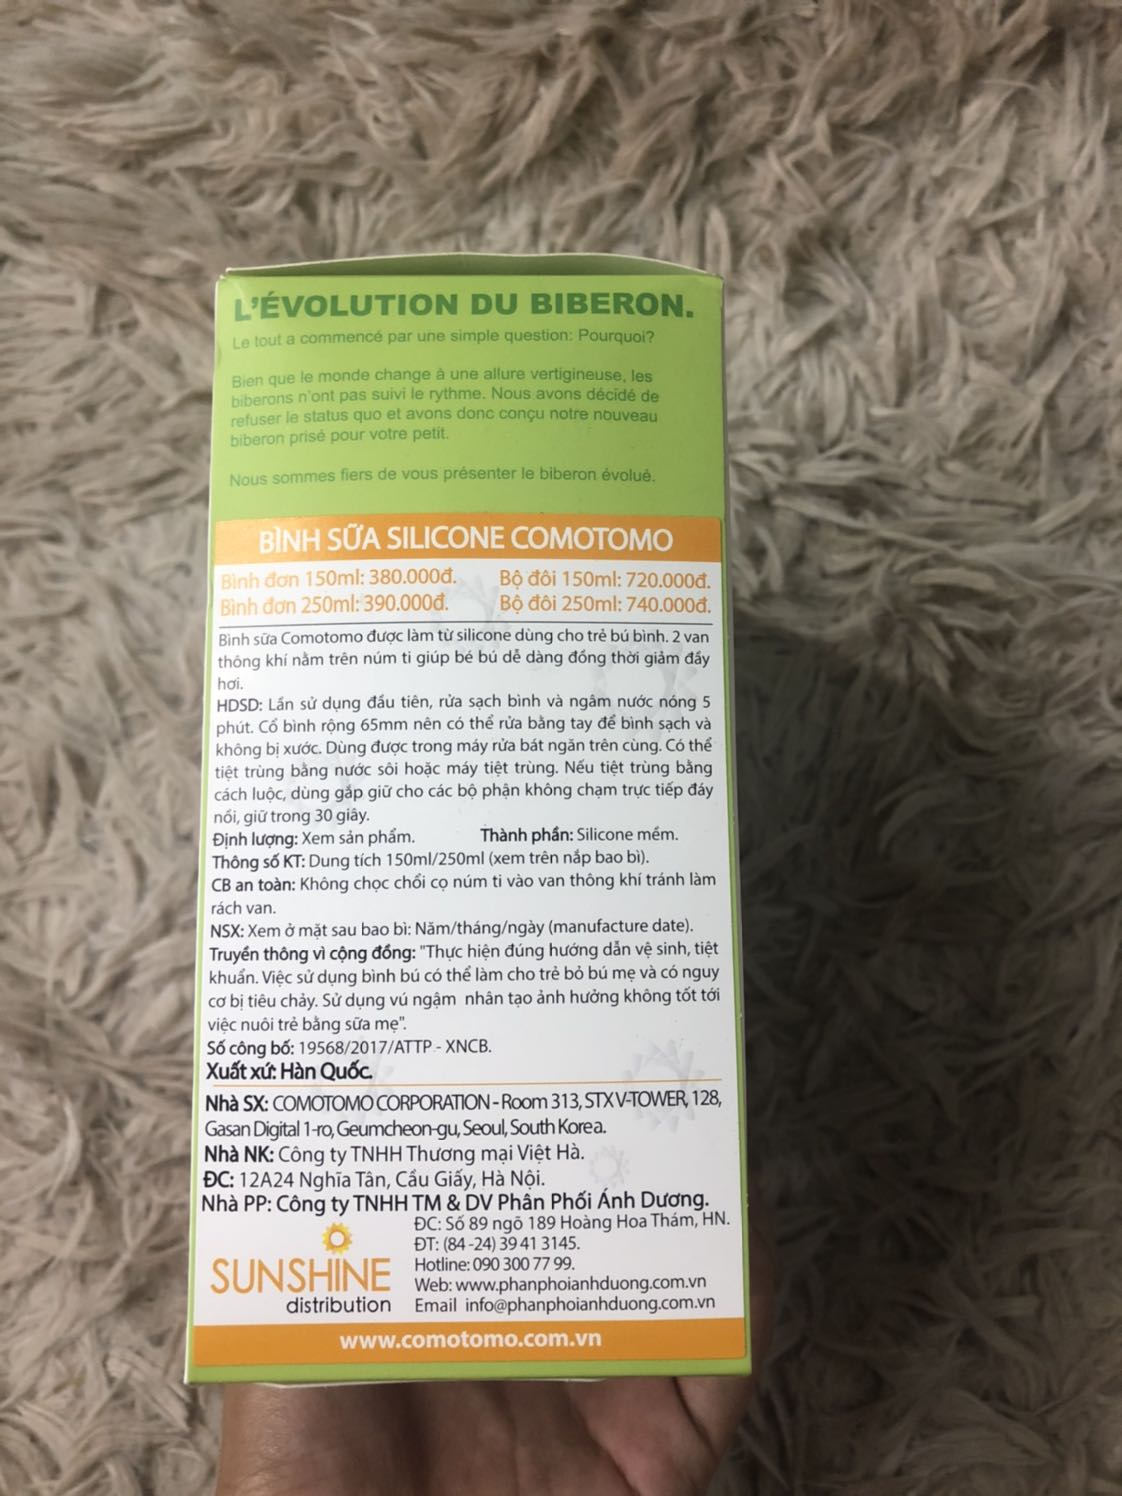 L'ÉVOLUTION DU BIBERON.
Le tout a commencé par une simple question: Pourquoi?
Bien que le monde change à une allure vertigineuse, les
biberons n'ont pas suivi le rythme. Nous avons décidé de
refuser le status quo et avons donc conçu notre nouveau
biberon prisé pour votre petit.
Nous sommes fiers de vous présenter le biberon évolué.
BÌNH SỮA SILICONE COMOTOMO
Bình đơn 150ml: 380.000đ. Bộ đôi 150ml: 720.000đ.
Bình đơn 250ml: 390.000đ. Bộ đôi 250ml: 740.000đ.
Bình sữa Comotomo được làm từ silicone dùng cho trẻ bú bình. 2 van
thông khí nằm trên núm ti giúp bé bú dễ dàng đồng thời giảm đầy
hơi.
HDSD: Lần sử dụng đầu tiên, rửa sạch bình và ngâm nước nóng 5
phút. Cổ bình rộng 65mm nên có thể rửa bằng tay để bình sạch và
không bị xước. Dùng được trong máy rửa bát ngăn trên cùng. Có thể
tiệt trùng bằng nước sôi hoặc máy tiệt trùng. Nếu tiệt trùng bằng
cách luộc, dùng gắp giữ cho các bộ phận không chạm trực tiếp đáy
nồi, giữ trong 30 giây.
Định lượng: Xem sản phẩm. Thành phần: Silicone mềm.
Thông số KT: Dung tích 150ml/250ml (xem trên nắp bao bì).
CB an toàn: Không chọc chổi cọ núm ti vào van thông khí tránh làm
rách van.
NSX: Xem ở mặt sau bao bì: Năm/tháng/ngày (manufacture date).
Truyền thông vì cộng đồng: "Thực hiện đúng hướng dẫn vệ sinh, tiệt
khuẩn. Việc sử dụng bình bú có thể làm cho trẻ bỏ bú mẹ và có nguy
cơ bị tiêu chảy. Sử dụng vú ngậm nhân tạo ảnh hưởng không tốt tới
việc nuôi trẻ bằng sữa mẹ".
Số công bố: 19568/2017/ATTP - XNCB.
Xuất xứ: Hàn Quốc.
Nhà SX: COMOTOMO CORPORATION - Room 313, STX V-TOWER, 128,
Gasan Digital 1-ro, Geumcheon-gu, Seoul, South Korea.
Nhà NK: Công ty TNHH Thương mại Việt Hà.
ĐC: 12A24 Nghĩa Tân, Cầu Giấy, Hà Nội.
Nhà PP: Công ty TNHH TM & DV Phân Phối Ánh Dương.
ĐC: Số 89 ngõ 189 Hoàng Hoa Thám, HN.
ĐT: (84 -24) 39 41 3145.
Hotline: 090 300 77 99.
Web: www.phanphoianhduong.com.vn
Email info@phanphoianhduong.com.vn
SUNSHINE
distribution
www.comotomo.com.vn